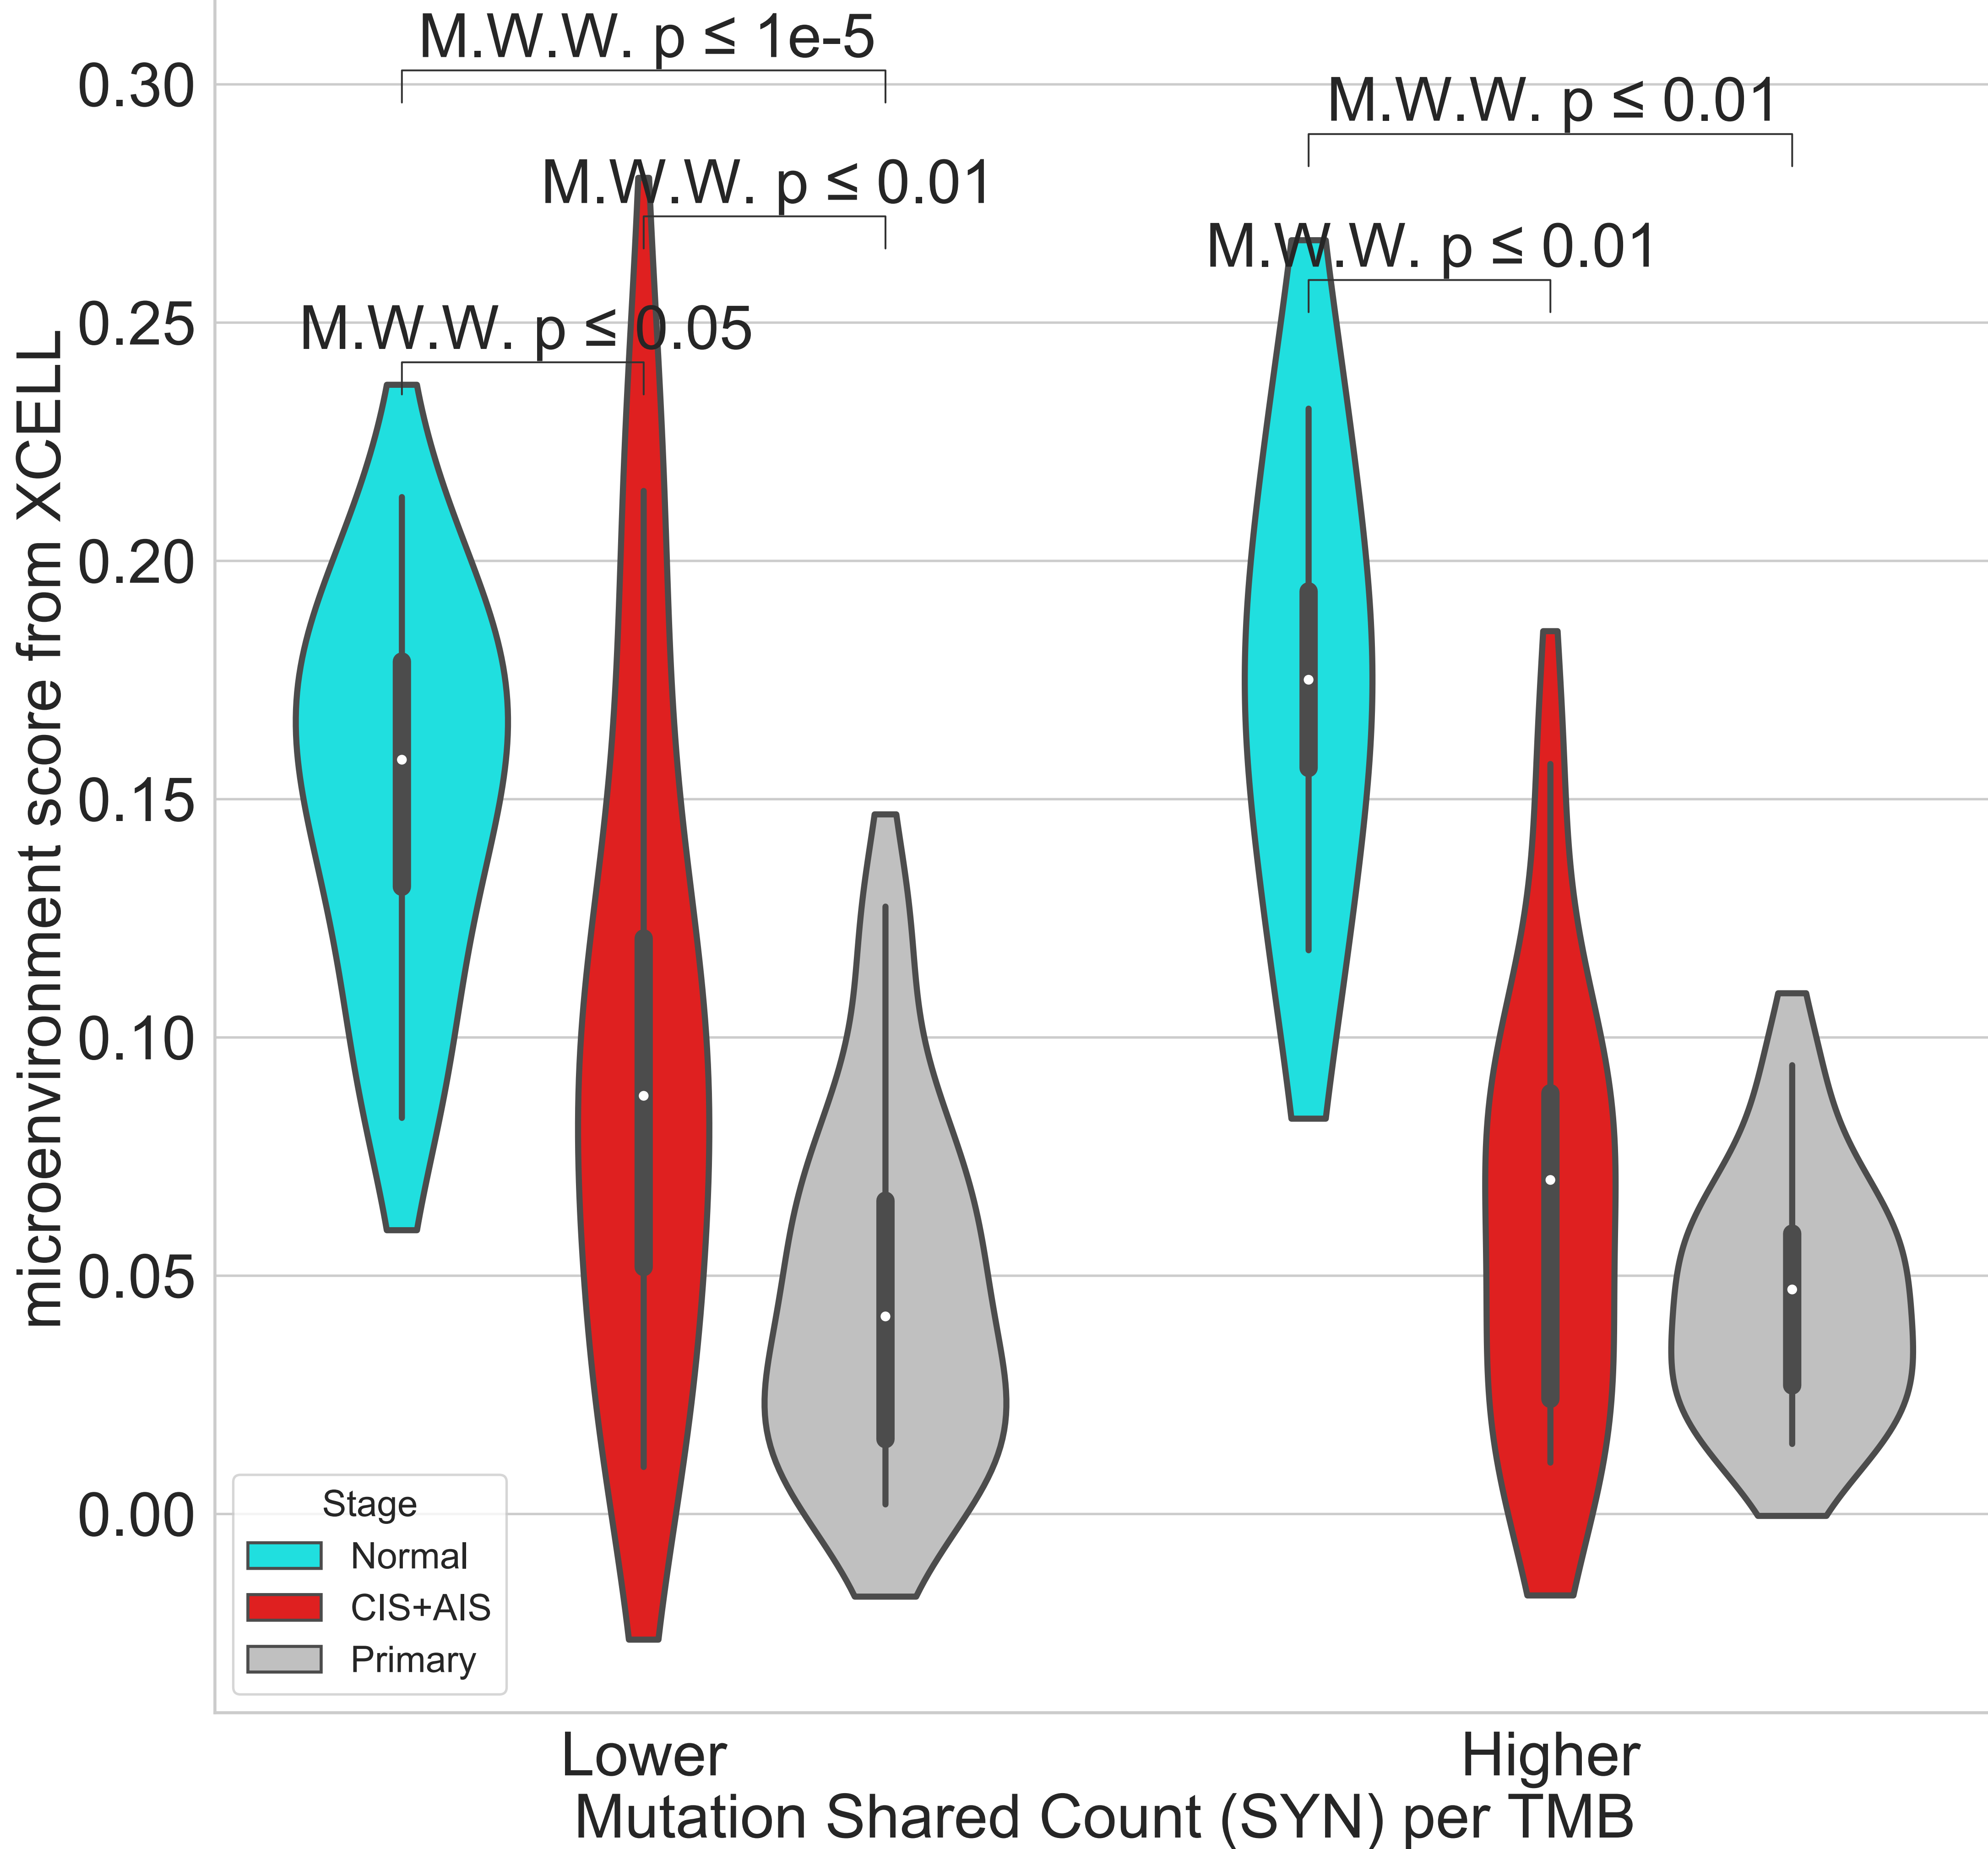 M.W.W. p ≤ 1e-5
0.30
M.W.W. p ≤ 0.01
M.W.W. p ≤ 0.01
M.W.W. p ≤ 0.01
M.W.W. p ≤ 0.05
0.25
0.20
0.15
0.10
0.05
0.00
microenvironment score from XCELL
Stage
Normal
CIS+AIS
Primary
Lower
Higher
Mutation Shared Count (SYN) per TMB